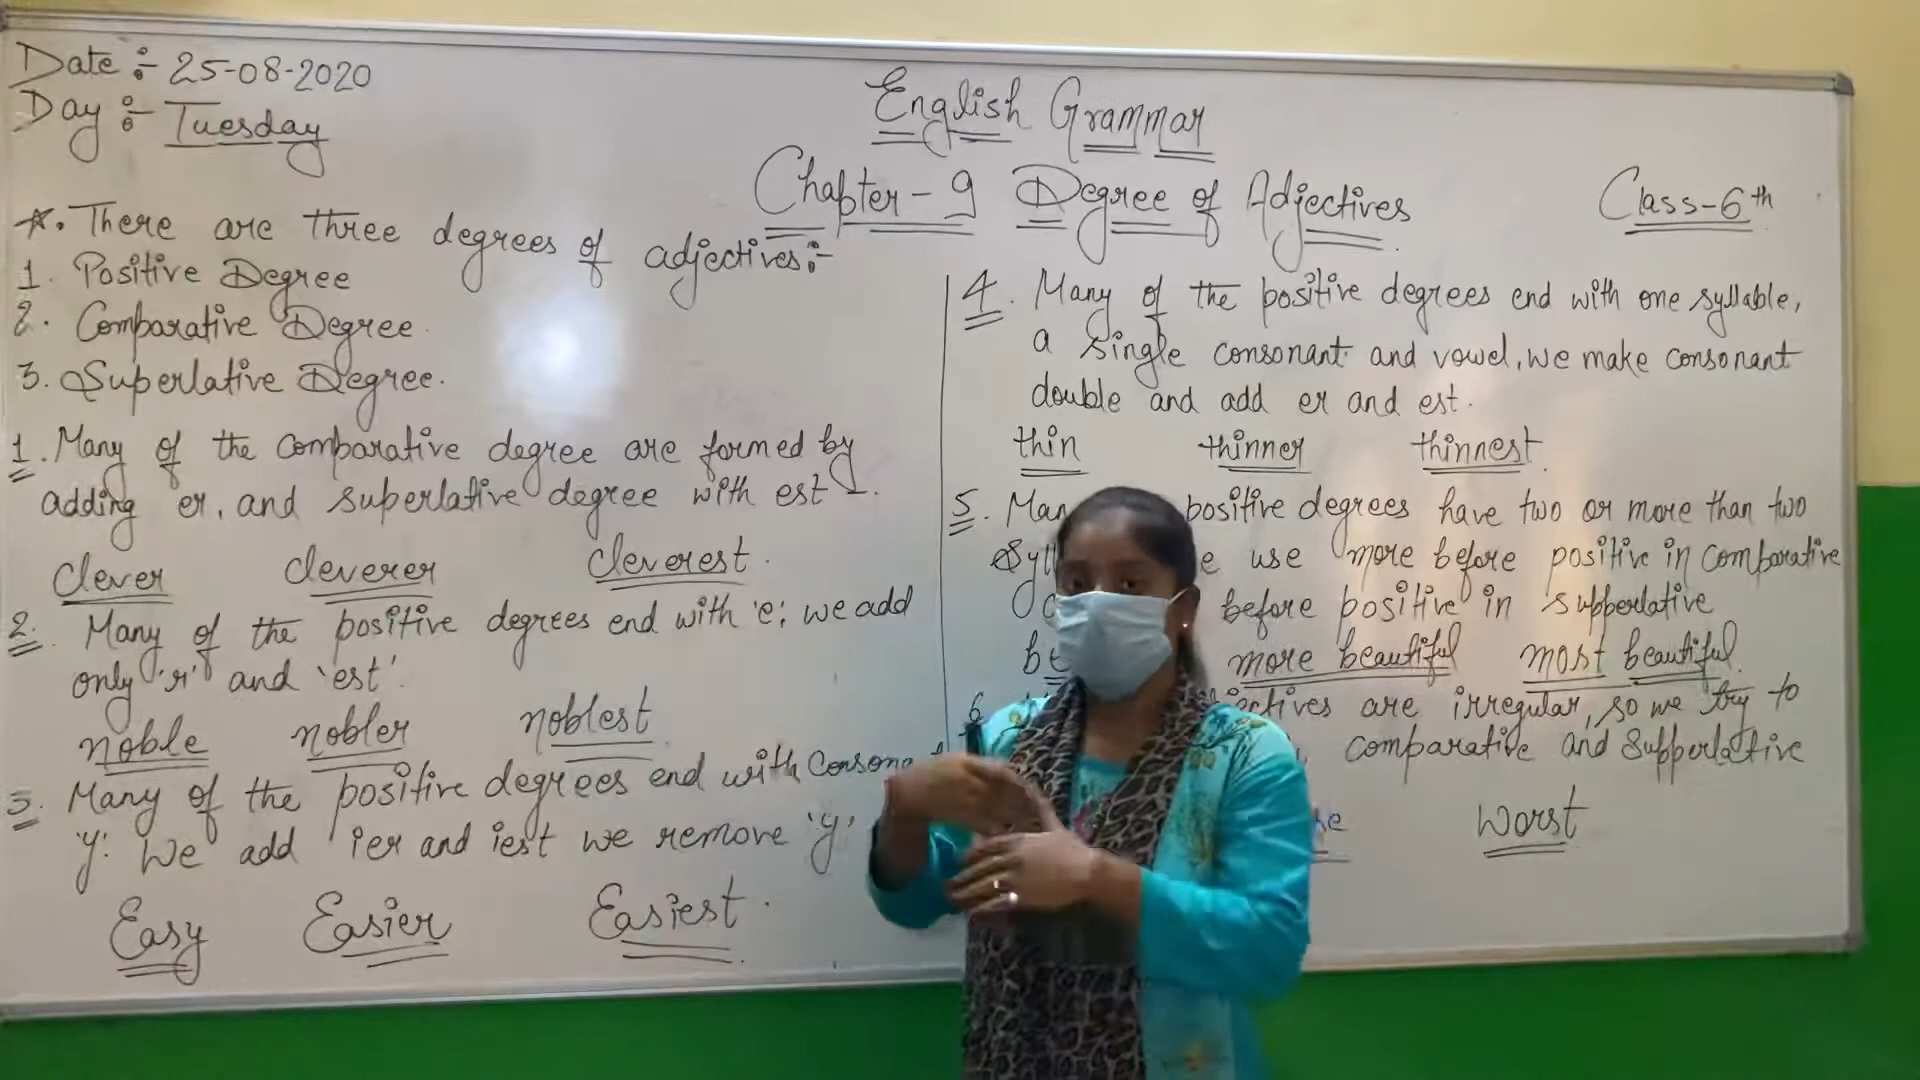 Date :- 25-08-2020
Day :- Tuesday
English Grammar
Chapter - 9 Degree of Adjectives
Class-6th
*. There are three degrees of adjectives:-
1. Positive Degree
2. Comparative Degree.
3. Superlative Degree.
1. Many of the comparative degree are formed by
adding er, and superlative degree with est -.
Clever cleverer cleverest.
2. Many of the positive degrees end with 'e'; we add
only 'r' and 'est'.
noble nobler noblest
3. Many of the positive degrees end with
'y'. We add 'ier and iest we remove 'y'
Easy Easier Easiest.
4. Many of the positive degrees end with one syllable,
a single consonant and vowel, we make consonant
double and add er and est.
thin thinner thinnest.
5. positive degrees have two or more than two
use more before positive in comparative
before positive in supperlative
more beautiful most beautiful.
6
are irregular, so we try to
comparative and Supperlative
worst